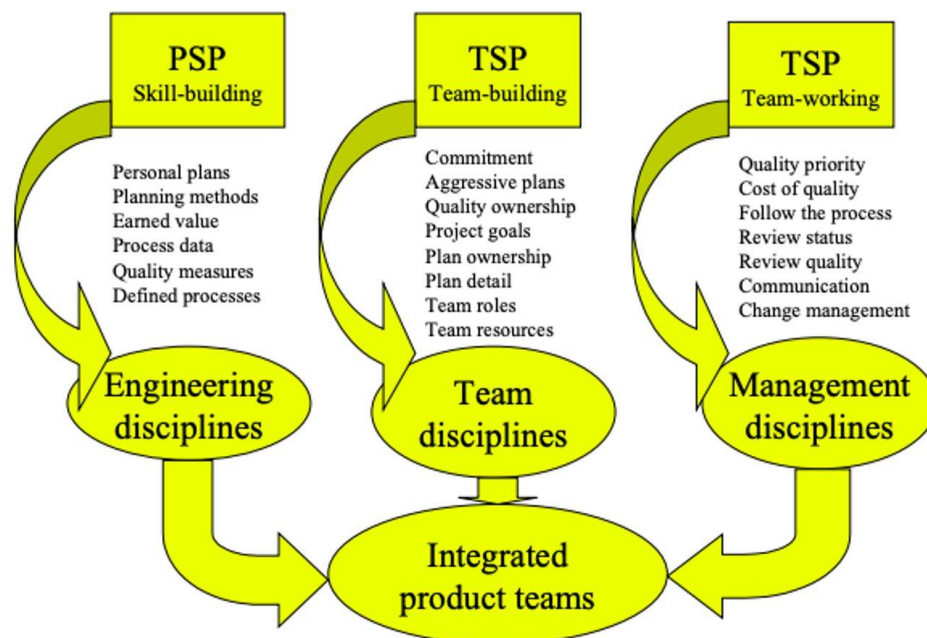 PSP
Skill-building
TSP
Team-building
TSP
Team-working
Personal plans
Planning methods
Earned value
Process data
Quality measures
Defined processes
Commitment
Aggressive plans
Quality ownership
Project goals
Plan ownership
Plan detail
Team roles
Team resources
Quality priority
Cost of quality
Follow the process
Review status
Review quality
Communication
Change management
Engineering
disciplines
Team
disciplines
Management
disciplines
Integrated
product teams